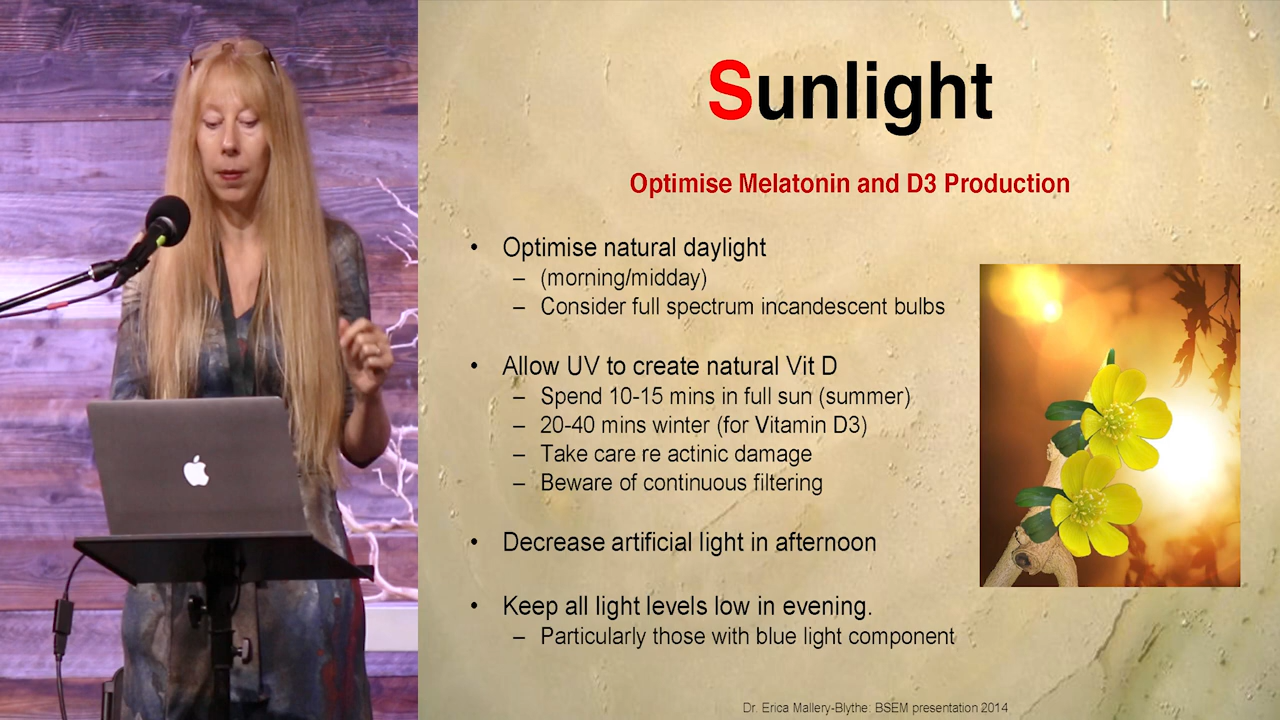 Sunlight
Optimise Melatonin and D3 Production
• Optimise natural daylight
– (morning/midday)
– Consider full spectrum incandescent bulbs
• Allow UV to create natural Vit D
– Spend 10-15 mins in full sun (summer)
– 20-40 mins winter (for Vitamin D3)
– Take care re actinic damage
– Beware of continuous filtering
• Decrease artificial light in afternoon
• Keep all light levels low in evening.
– Particularly those with blue light component
Dr. Erica Mallery-Blythe: BSEM presentation 2014